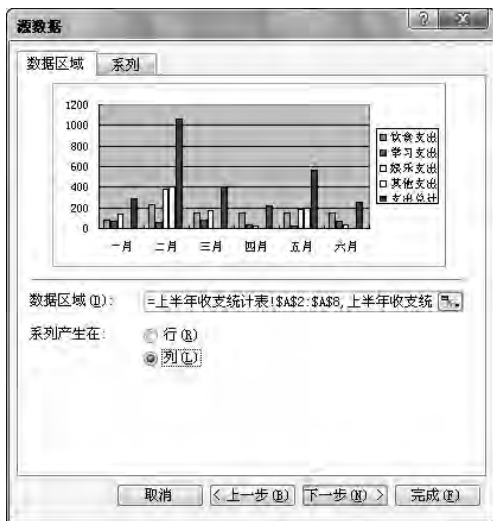 源数据
数据区域 系列
1200
1000
800
600
400
200
0
一月 二月 三月 四月 五月 六月
饮食支出
学习支出
娱乐支出
其他支出
支出总计
数据区域(D): =上半年收支统计表!$A$2:$A$8,上半年收支统
系列产生在: 行(R)
列(L)
取消 <上一步(B) 下一步(N)> 完成(F)